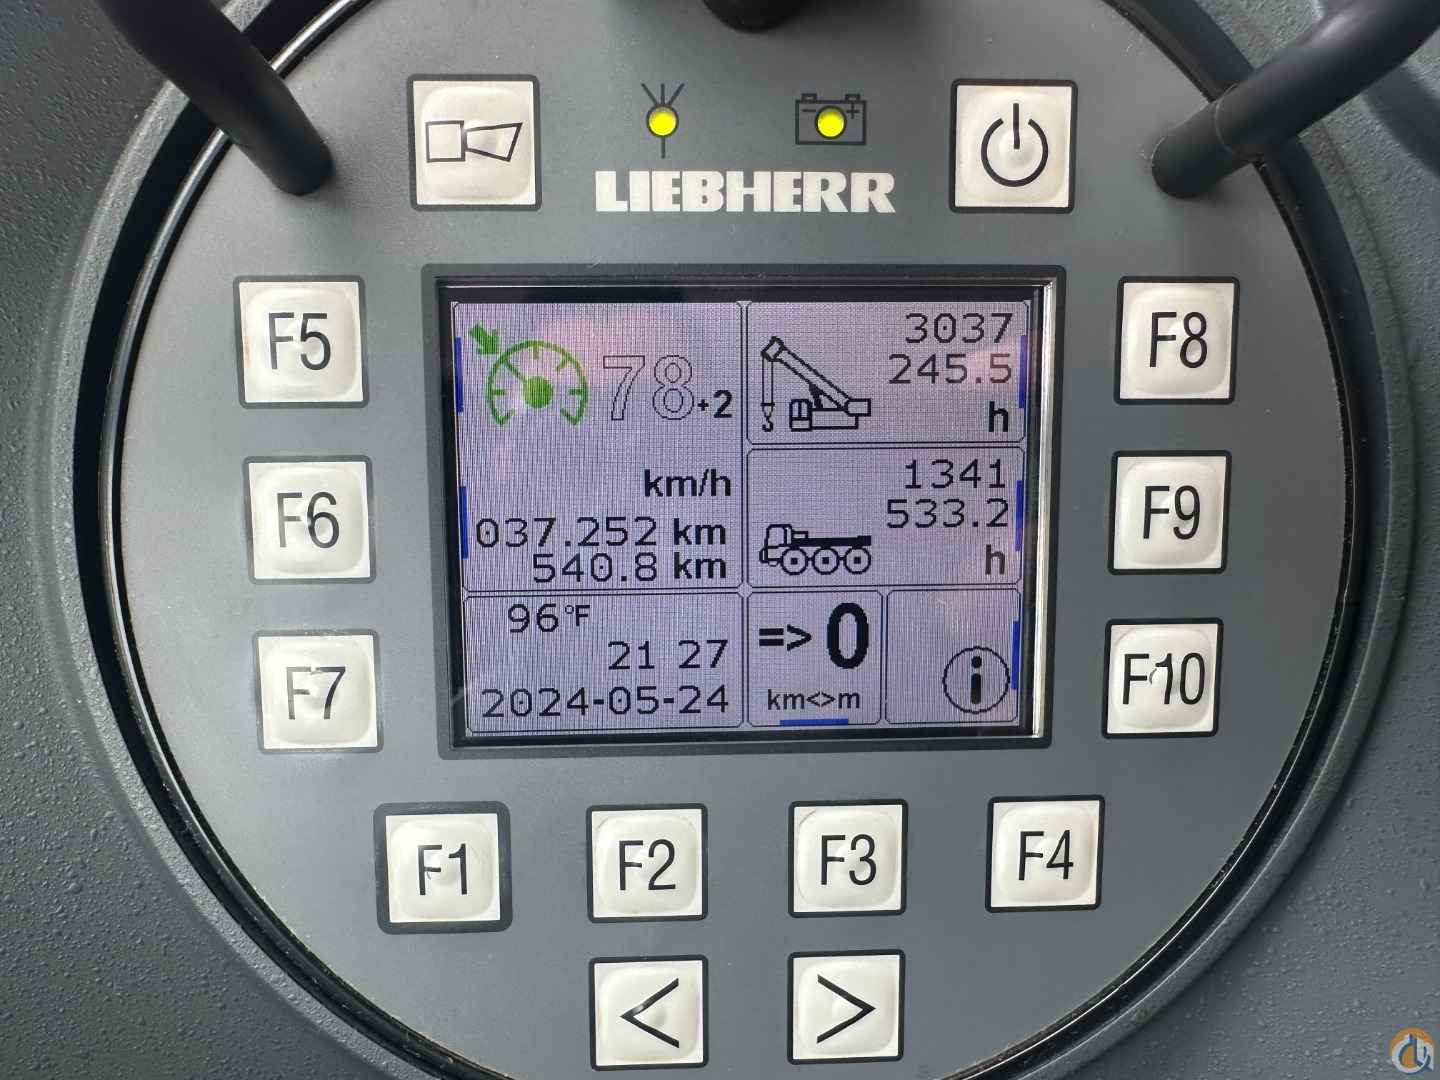 LIEBHERR
F5
F8
78+2
km/h
037.252 km
540.8 km
3037
245.5
h
F6
F9
1341
533.2
h
96°F
21 27
2024-05-24
=> 0
km<>m
i
F7
F10
F1
F2
F3
F4
<
>